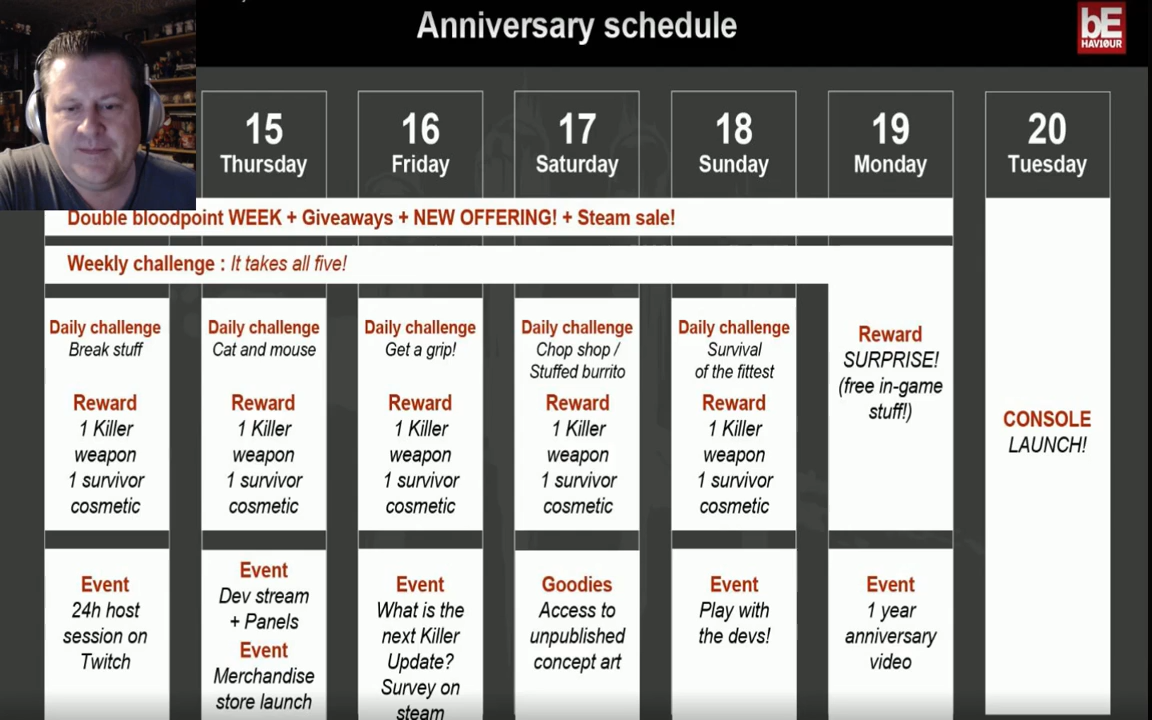 Anniversary schedule
bE
HAVIOUR
15
Thursday
16
Friday
17
Saturday
18
Sunday
19
Monday
20
Tuesday
Double bloodpoint WEEK + Giveaways + NEW OFFERING! + Steam sale!
Weekly challenge : It takes all five!
Daily challenge
Break stuff
Reward
1 Killer
weapon
1 survivor
cosmetic
Daily challenge
Cat and mouse
Reward
1 Killer
weapon
1 survivor
cosmetic
Daily challenge
Get a grip!
Reward
1 Killer
weapon
1 survivor
cosmetic
Daily challenge
Chop shop /
Stuffed burrito
Reward
1 Killer
weapon
1 survivor
cosmetic
Daily challenge
Survival
of the fittest
Reward
1 Killer
weapon
1 survivor
cosmetic
Reward
SURPRISE!
(free in-game
stuff!)
CONSOLE
LAUNCH!
Event
24h host
session on
Twitch
Event
Dev stream
+ Panels
Event
Merchandise
store launch
Event
What is the
next Killer
Update?
Survey on
steam
Goodies
Access to
unpublished
concept art
Event
Play with
the devs!
Event
1 year
anniversary
video